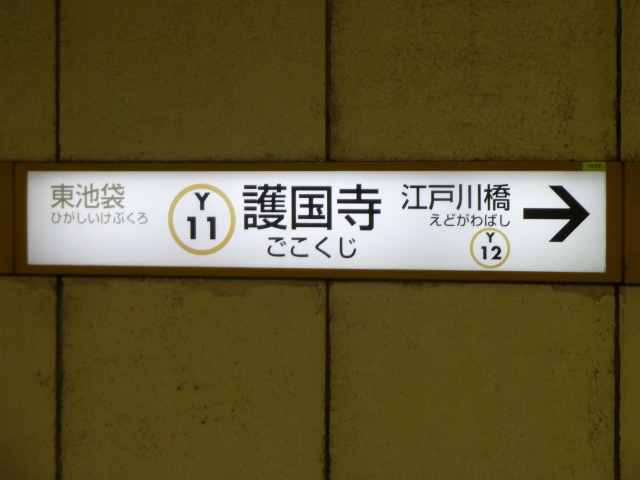 東池袋
ひがしいけぶくろ
Y
11
護国寺
ごこくじ
江戸川橋
えどがわばし
Y
12